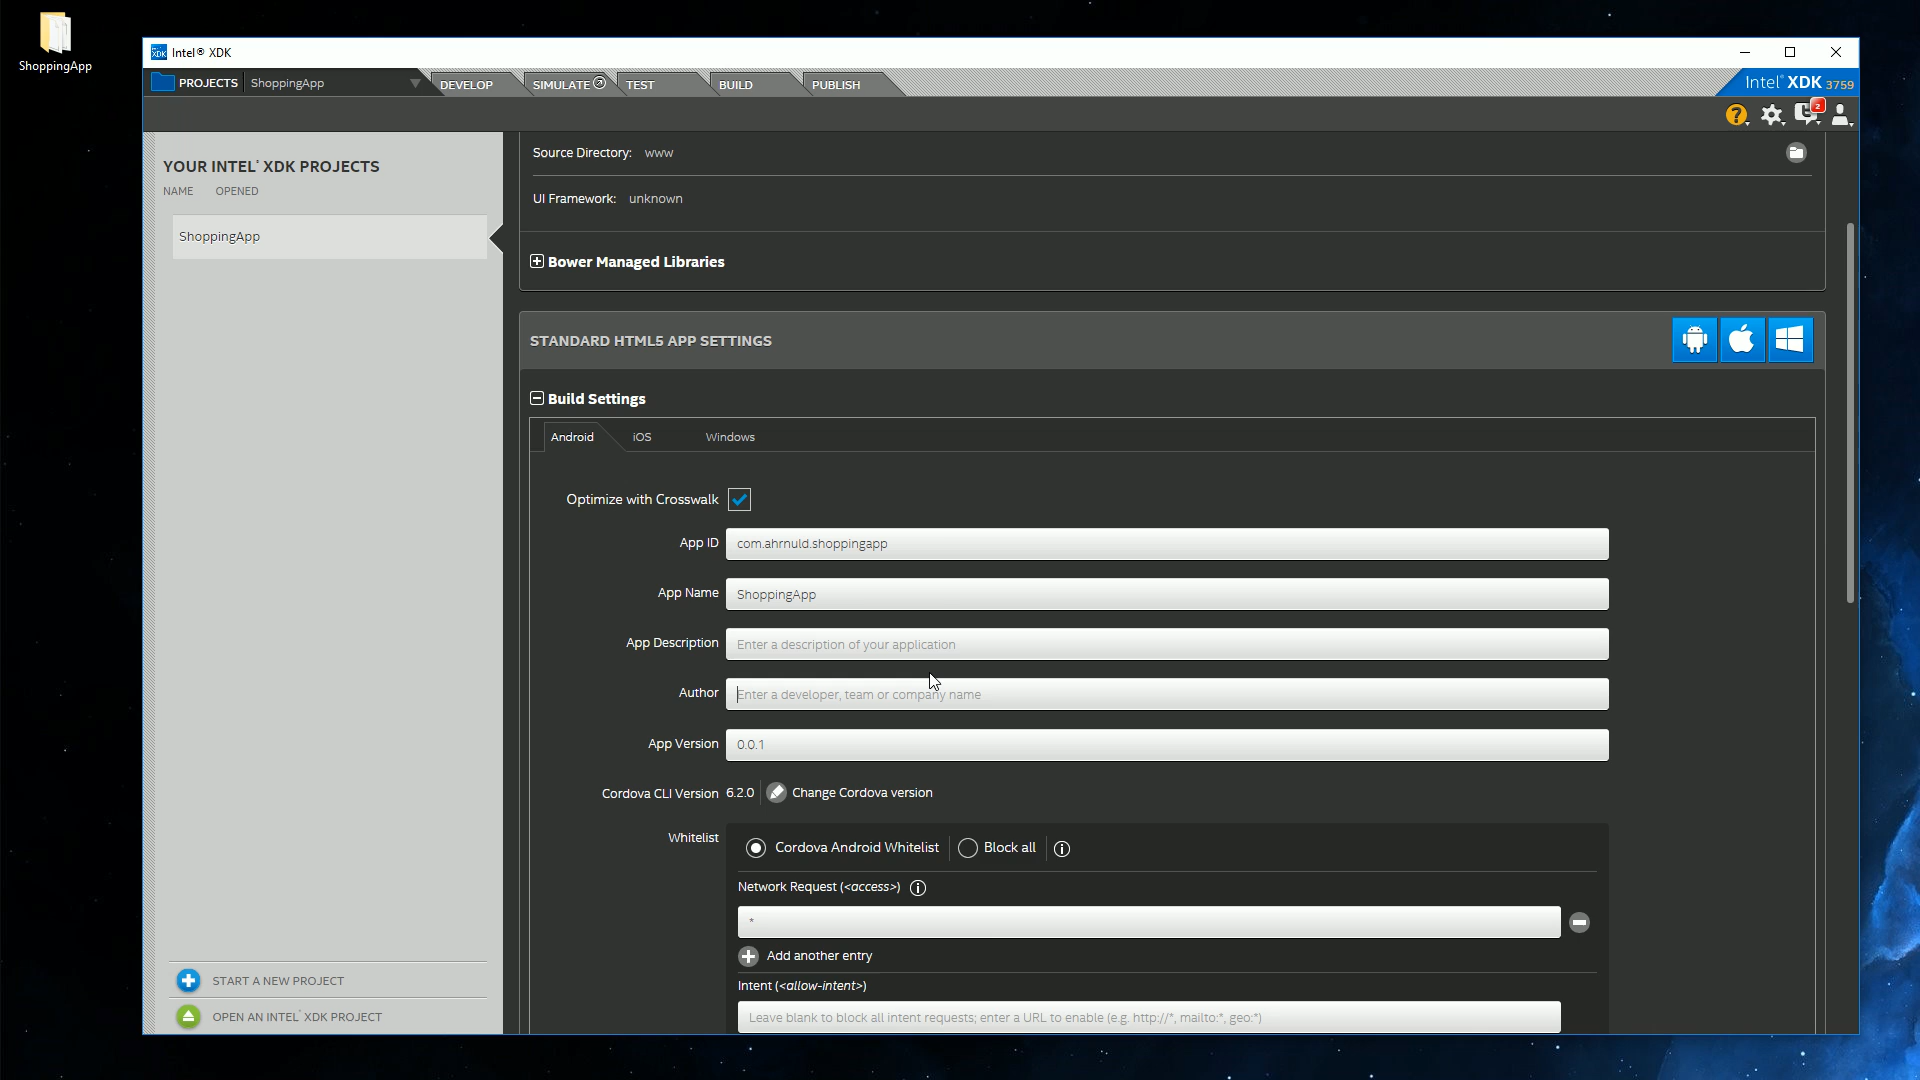 ShoppingApp
XDK Intel® XDK
PROJECTS ShoppingApp DEVELOP SIMULATE TEST BUILD PUBLISH Intel® XDK 3759
? 2
YOUR INTEL® XDK PROJECTS
NAME OPENED
ShoppingApp
START A NEW PROJECT
OPEN AN INTEL® XDK PROJECT
Source Directory: www
UI Framework: unknown
Bower Managed Libraries
STANDARD HTML5 APP SETTINGS
Build Settings
Android iOS Windows
Optimize with Crosswalk
App ID com.ahrnuld.shoppingapp
App Name ShoppingApp
App Description Enter a description of your application
Author Enter a developer, team or company name
App Version 0.0.1
Cordova CLI Version 6.2.0 Change Cordova version
Whitelist Cordova Android Whitelist Block all
Network Request (<access>)
*
Add another entry
Intent (<allow-intent>)
Leave blank to block all intent requests; enter a URL to enable (e.g. http://*, mailto:*, geo:*)